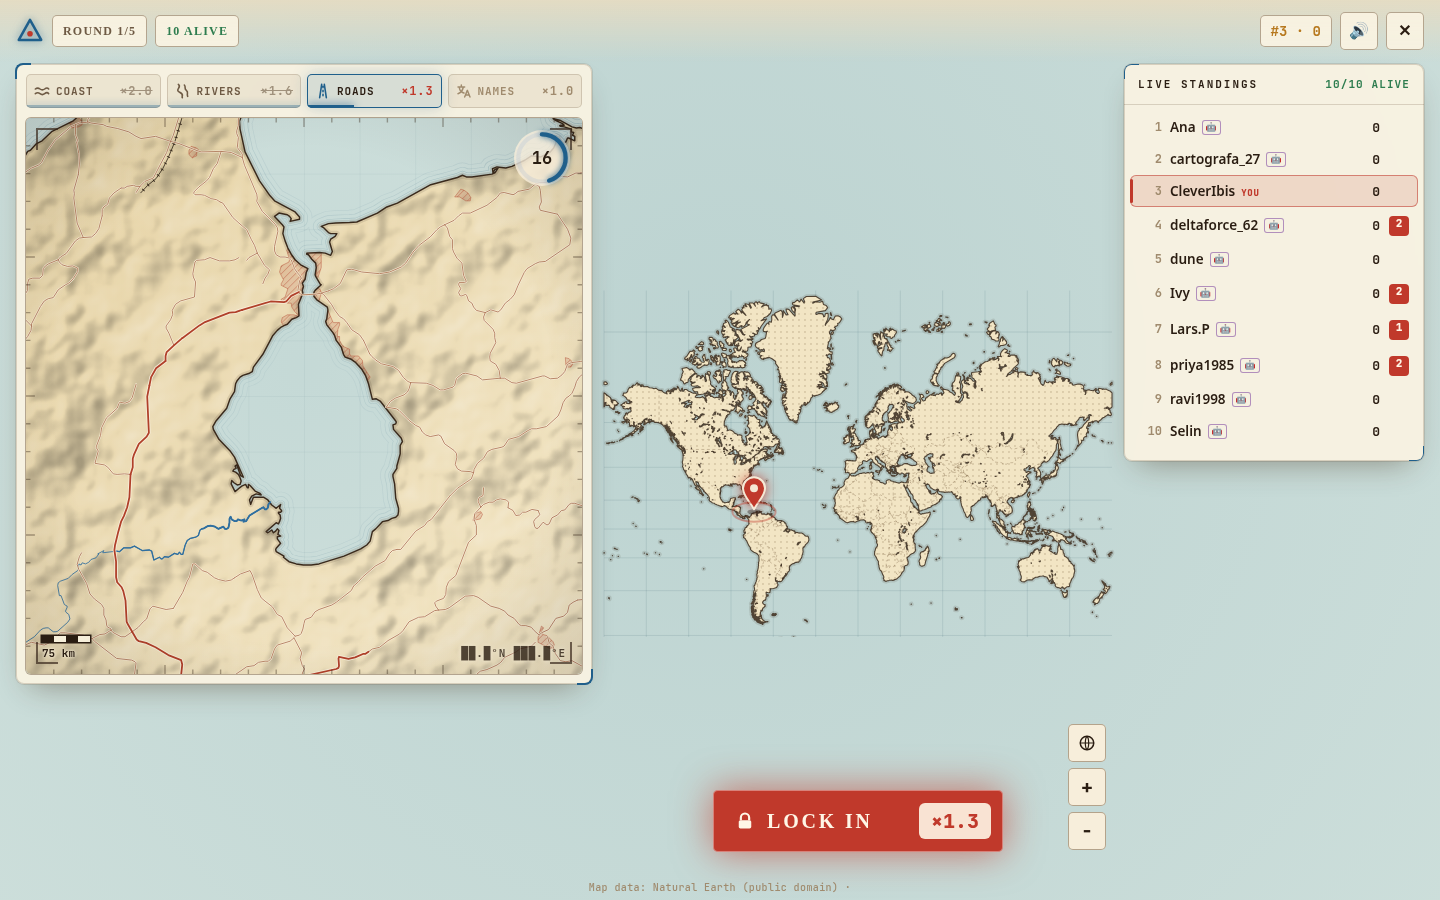 ROUND 1/5
10 ALIVE
#3 · 0
COAST ×2.0
RIVERS ×1.6
ROADS ×1.3
NAMES ×1.0
16
75 km
°N
°E
LIVE STANDINGS
10/10 ALIVE
1 Ana 0
2 cartografa_27 0
3 CleverIbis YOU 0
4 deltaforce_62 0 2
5 dune 0
6 Ivy 0 2
7 Lars.P 0 1
8 priya1985 0 2
9 ravi1998 0
10 Selin 0
LOCK IN ×1.3
+
-
Map data: Natural Earth (public domain) ·